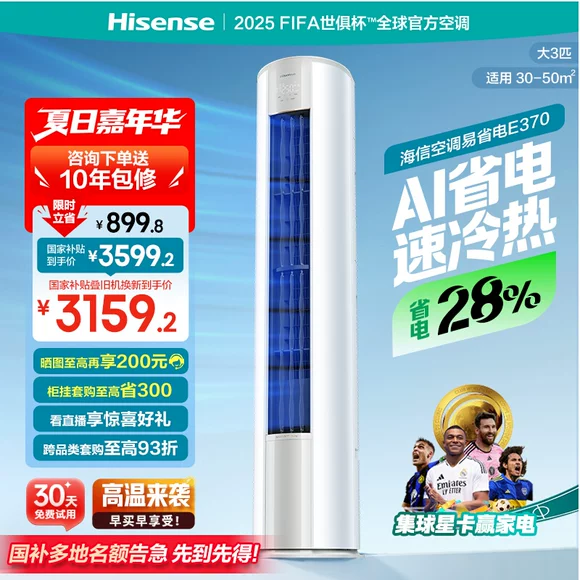 Hisense | 2025 FIFA世俱杯™全球官方空调
大3匹
适用 30-50m²
海信空调易省电E370
AI省电
速冷热
省电 28%
夏日嘉年华
咨询下单送
10年包修
限时立省 ¥899.8
国家补贴到手价 ¥3599.2
国家补贴叠旧机换新到手价
¥3159.2
晒图至高再享200元
柜挂套购至高省300
看直播享惊喜好礼
跨品类套购至高93折
30天
免费试用
高温来袭
早买早享受!
集球星卡赢家电
国补多地名额告急 先到先得!